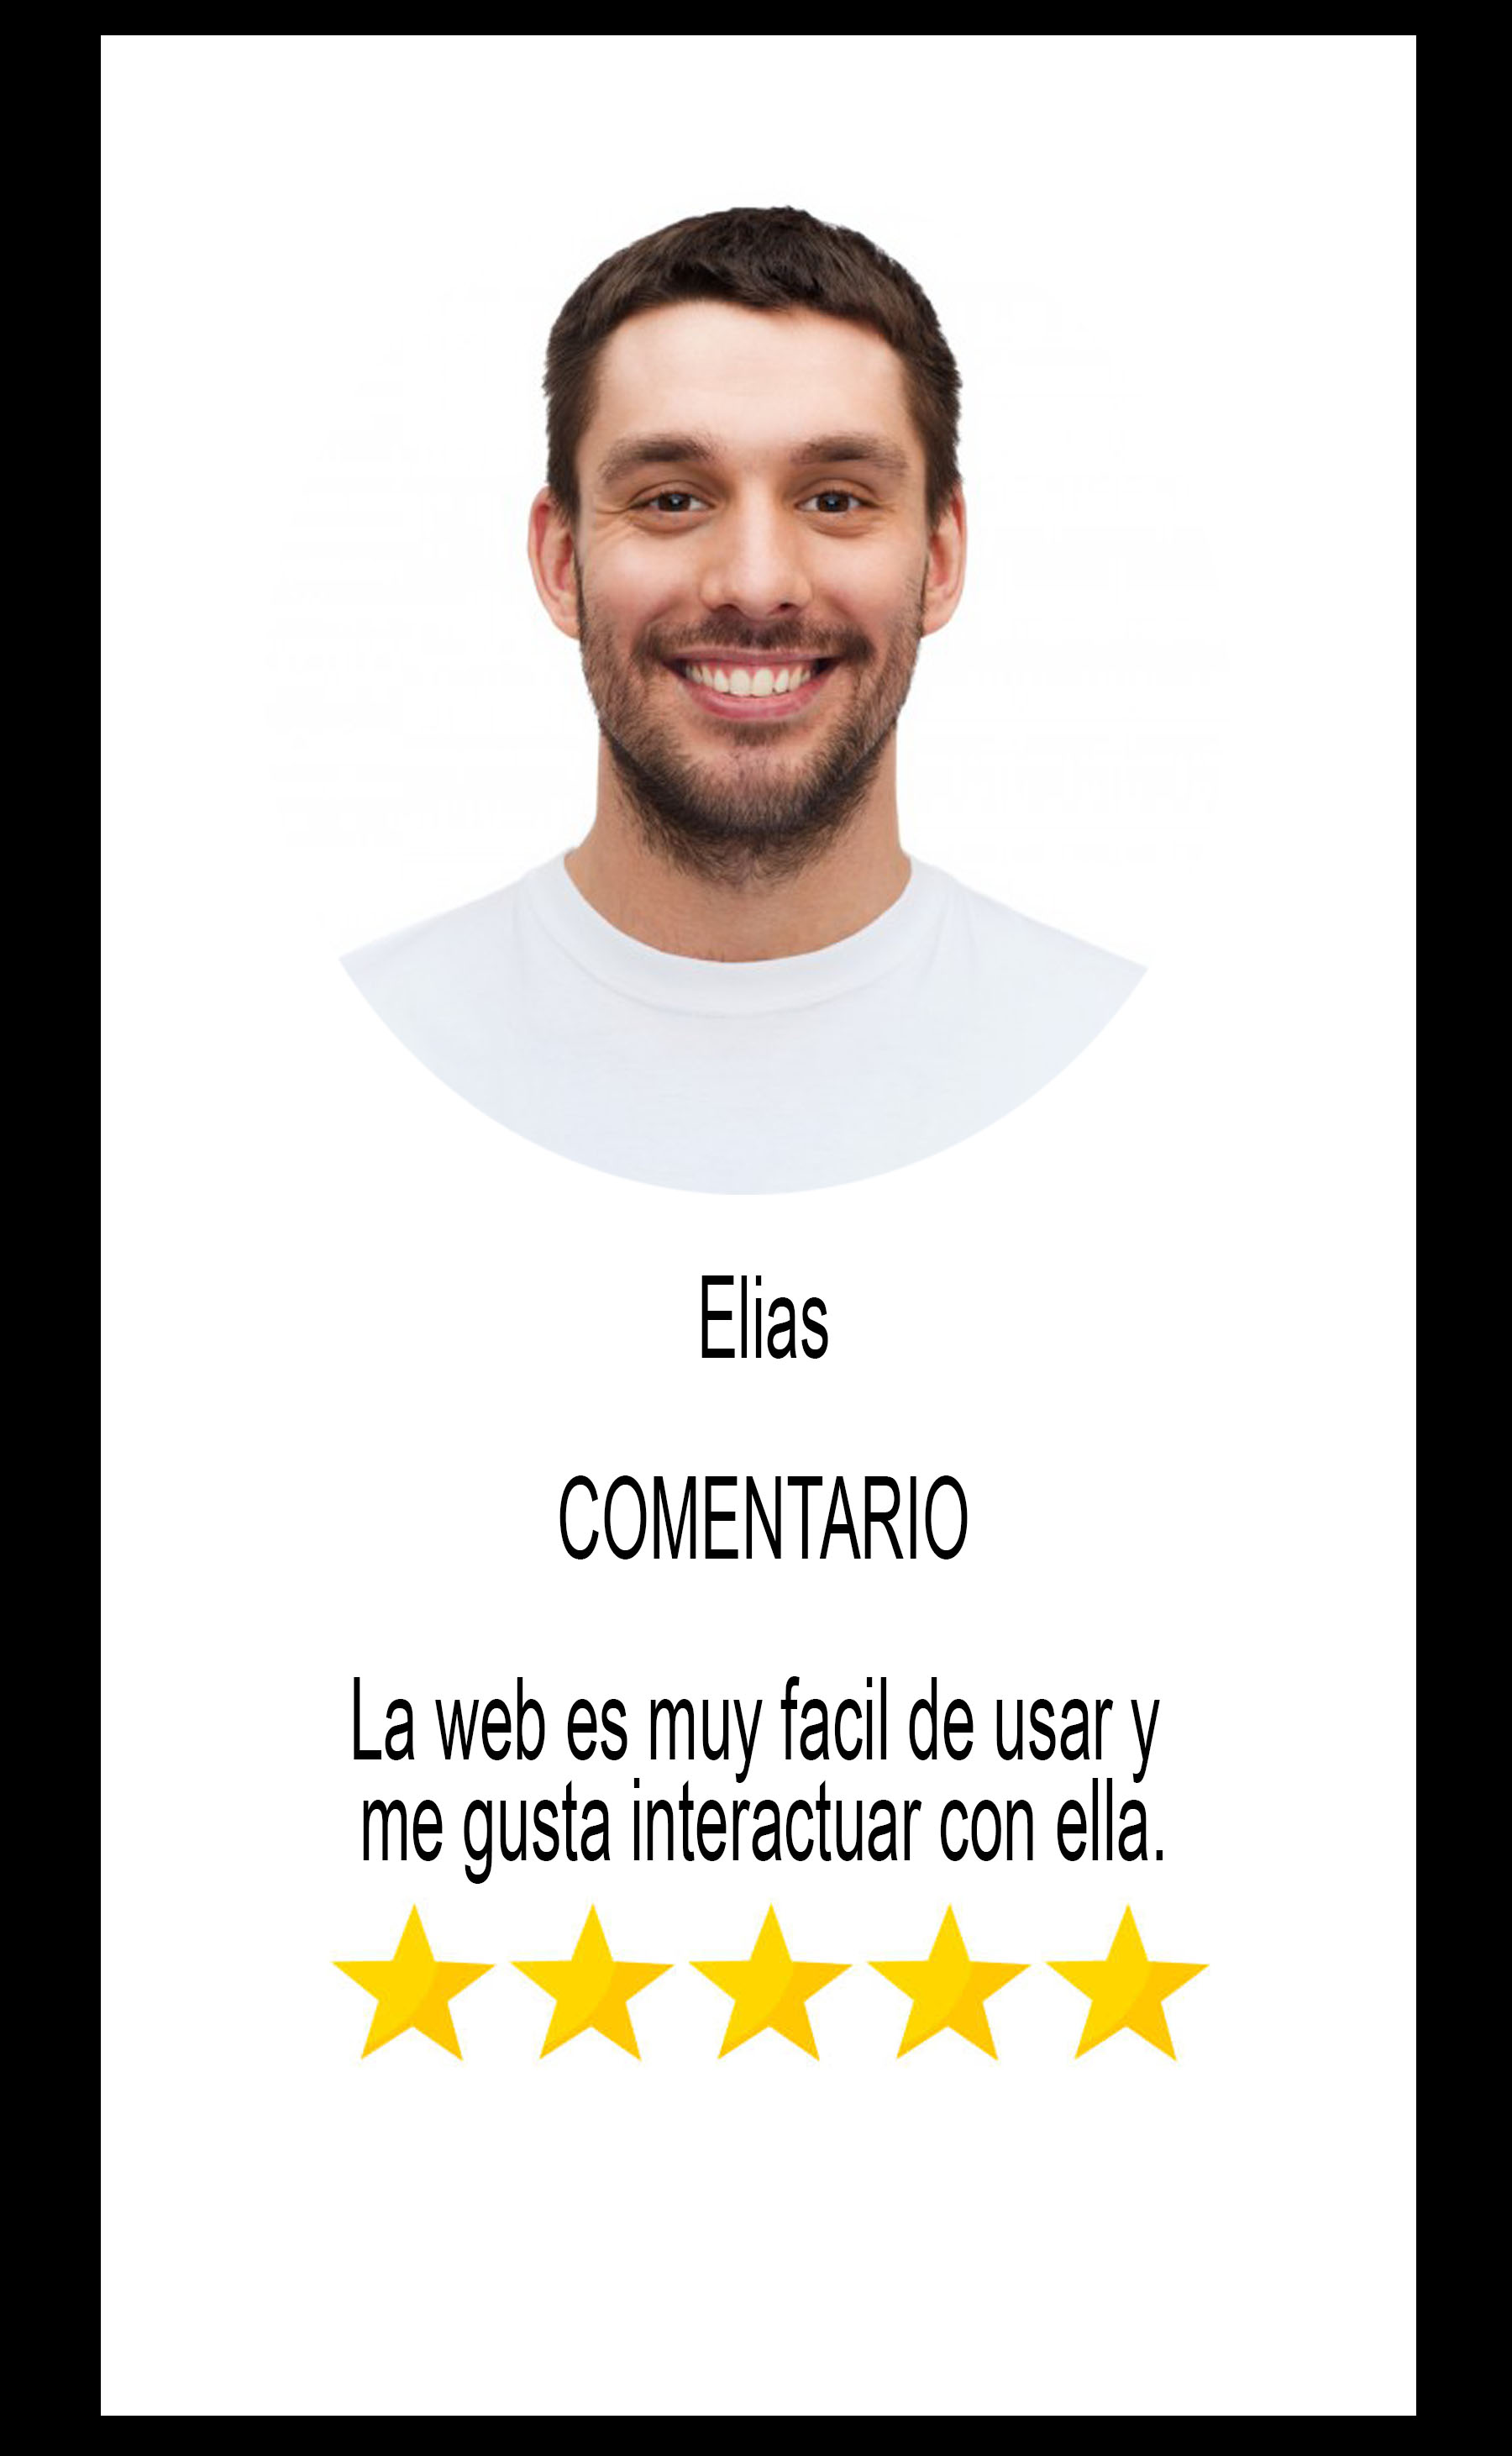 Elias
COMENTARIO
La web es muy facil de usar y
me gusta interactuar con ella.